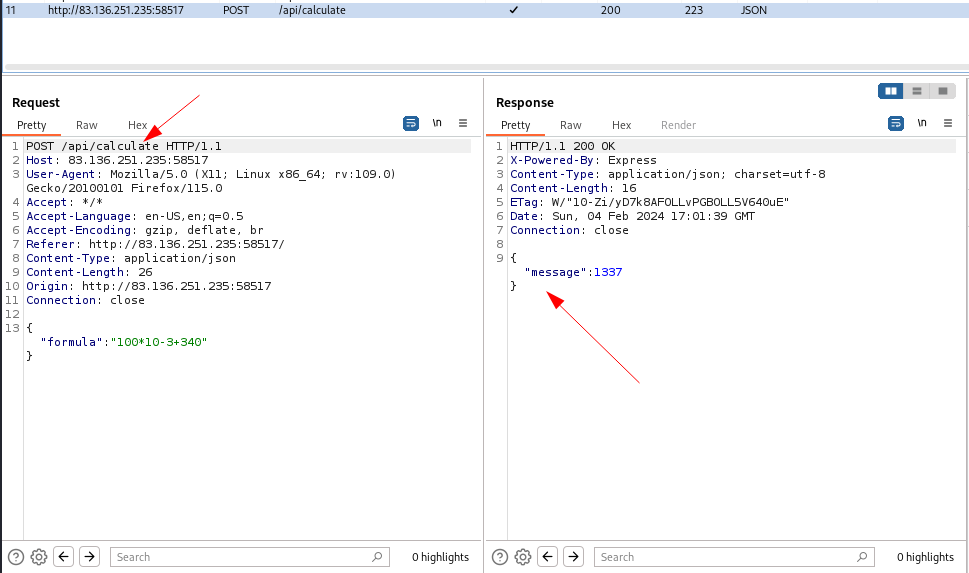 11 http://83.136.251.235:58517 POST /api/calculate ✓ 200 223 JSON
Request
Pretty Raw Hex \n
1 POST /api/calculate HTTP/1.1
2 Host: 83.136.251.235:58517
3 User-Agent: Mozilla/5.0 (X11; Linux x86_64; rv:109.0)
Gecko/20100101 Firefox/115.0
4 Accept: */*
5 Accept-Language: en-US,en;q=0.5
6 Accept-Encoding: gzip, deflate, br
7 Referer: http://83.136.251.235:58517/
8 Content-Type: application/json
9 Content-Length: 26
10 Origin: http://83.136.251.235:58517
11 Connection: close
12
13 {
"formula":"100*10-3+340"
}
Search 0 highlights
Response
Pretty Raw Hex Render \n
1 HTTP/1.1 200 OK
2 X-Powered-By: Express
3 Content-Type: application/json; charset=utf-8
4 Content-Length: 16
5 ETag: W/"10-Zi/yD7k8AFOLLvPGBOLL5V640uE"
6 Date: Sun, 04 Feb 2024 17:01:39 GMT
7 Connection: close
8
9 {
"message":1337
}
Search 0 highlights